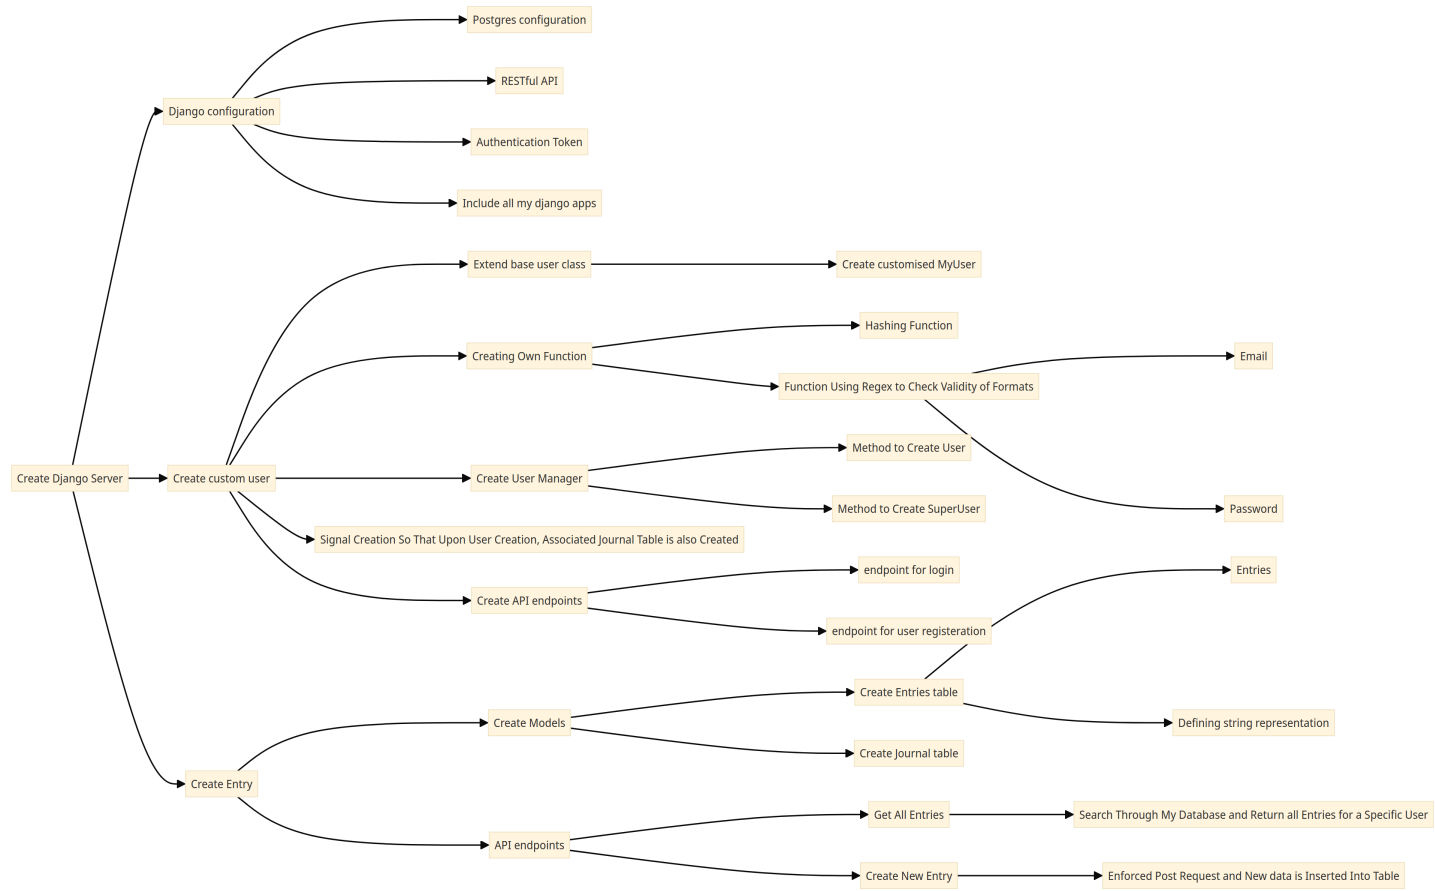 Postgres configuration
RESTful API
Django configuration
Authentication Token
Include all my django apps
Extend base user class
Create customised MyUser
Hashing Function
Creating Own Function
Email
Function Using Regex to Check Validity of Formats
Method to Create User
Create Django Server
Create custom user
Create User Manager
Method to Create SuperUser
Password
Signal Creation So That Upon User Creation, Associated Journal Table is also Created
endpoint for login
Entries
Create API endpoints
endpoint for user registeration
Create Entries table
Create Models
Defining string representation
Create Journal table
Create Entry
Get All Entries
Search Through My Database and Return all Entries for a Specific User
API endpoints
Create New Entry
Enforced Post Request and New data is Inserted Into Table